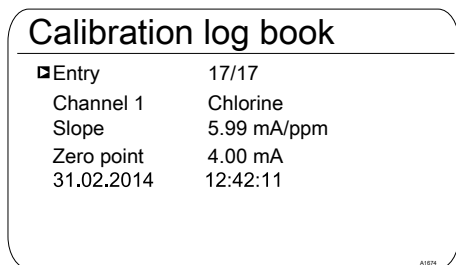 Calibration log book
Entry 17/17
Channel 1 Chlorine
Slope 5.99 mA/ppm
Zero point 4.00 mA
31.02.2014 12:42:11
A1674